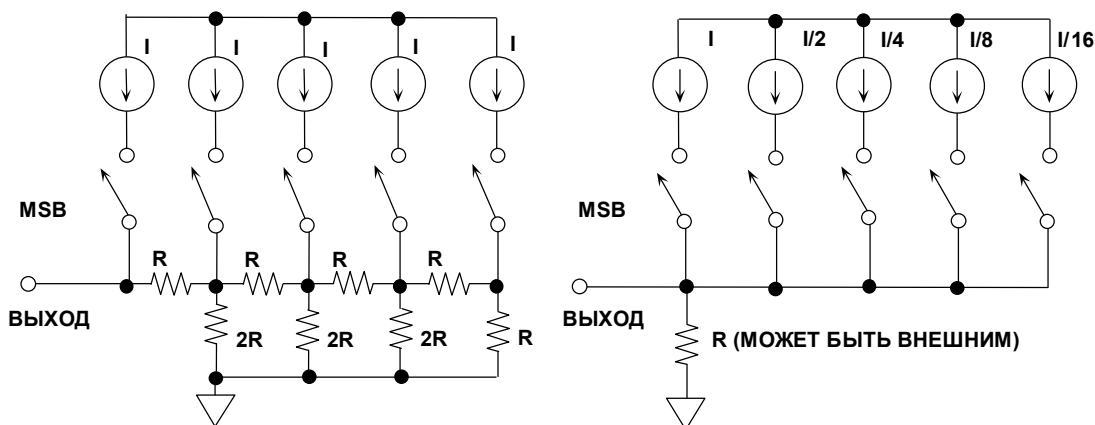 I I I I I
MSB
R R R R
ВЫХОД
2R 2R 2R R
I I/2 I/4 I/8 I/16
MSB
ВЫХОД
R (МОЖЕТ БЫТЬ ВНЕШНИМ)